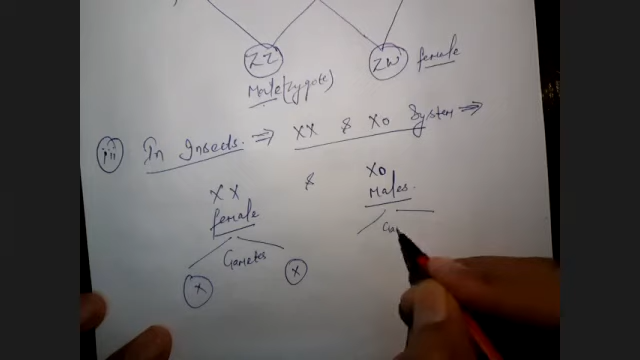 ZZ ZW female
Male (Zygote)
iii In Insects. ⇒ XX & XO System ⇒
XX & XO
female Males.
Gametes
X X